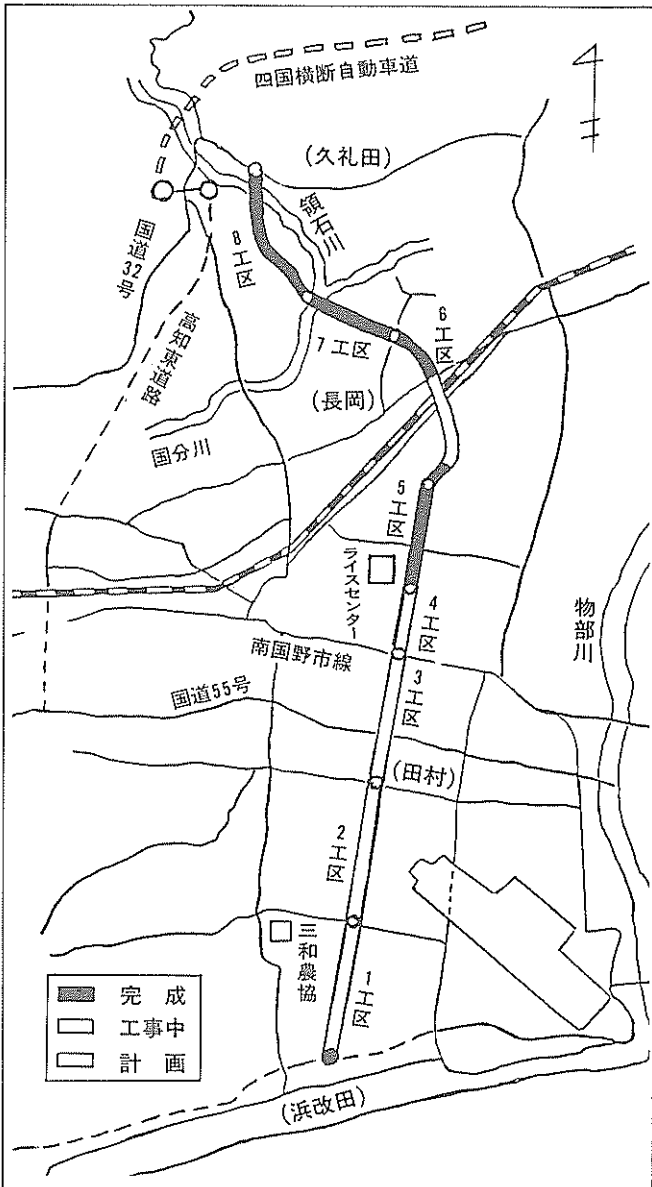 四国横断自動車道
(久礼田)
領石川
国道32号
8工区
高知東道路
7工区
6工区
(長岡)
国分川
5工区
ライスセンター
4工区
物部川
南国野市線
3工区
国道55号
(田村)
2工区
三和農協
1工区
完成
工事中
計画
(浜改田)